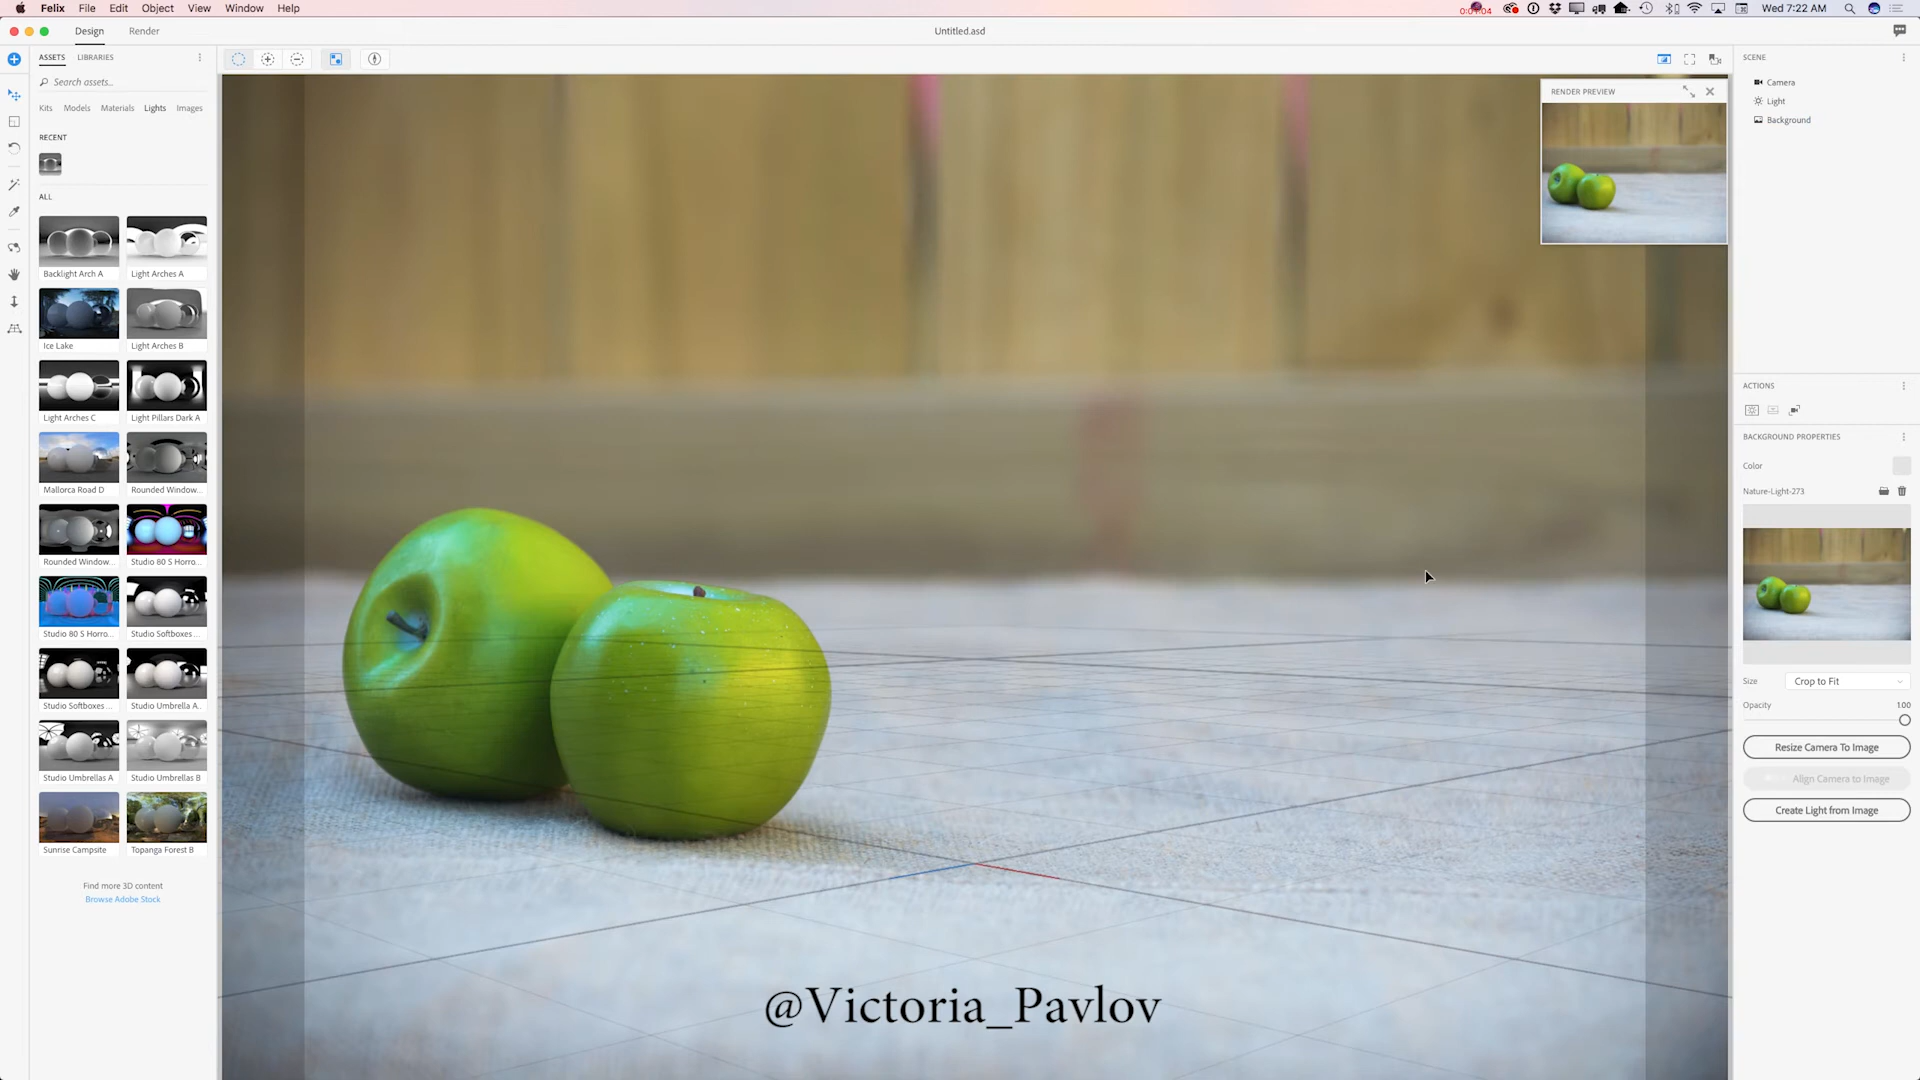 Felix File Edit Object View Window Help
Wed 7:22 AM
Design Render
Untitled.asd
ASSETS LIBRARIES
Search assets...
Kits Models Materials Lights Images
RECENT
ALL
Backlight Arch A
Light Arches A
Ice Lake
Light Arches B
Light Arches C
Light Pillars Dark A
Mallorca Road D
Rounded Window...
Rounded Window...
Studio 80 S Horro...
Studio 80 S Horro...
Studio Softboxes ...
Studio Softboxes ...
Studio Umbrella A..
Studio Umbrellas A
Studio Umbrellas B
Sunrise Campsite
Topanga Forest B
Find more 3D content
Browse Adobe Stock
@Victoria_Pavlov
RENDER PREVIEW
SCENE
Camera
Light
Background
ACTIONS
BACKGROUND PROPERTIES
Color
Nature-Light-273
Size Crop to Fit
Opacity 1.00
Resize Camera To Image
Align Camera to Image
Create Light from Image